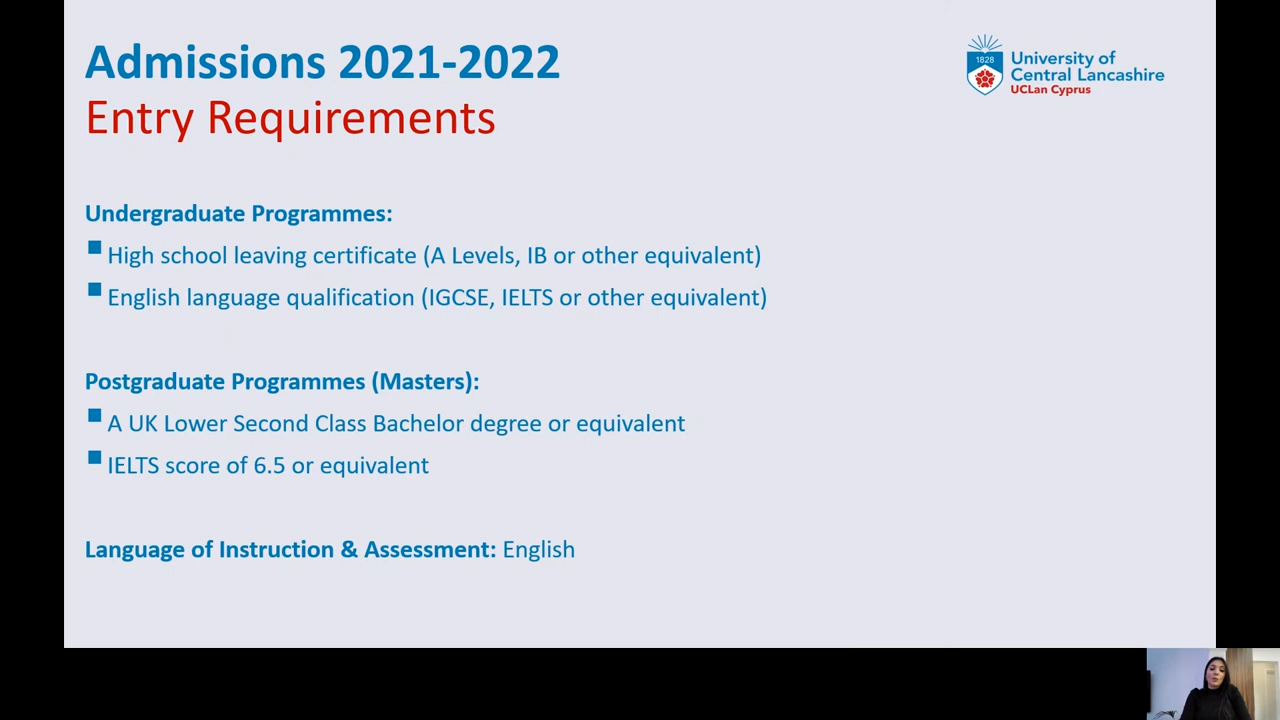 Admissions 2021-2022
Entry Requirements
1828
University of
Central Lancashire
UCLan Cyprus
Undergraduate Programmes:
High school leaving certificate (A Levels, IB or other equivalent)
English language qualification (IGCSE, IELTS or other equivalent)
Postgraduate Programmes (Masters):
A UK Lower Second Class Bachelor degree or equivalent
IELTS score of 6.5 or equivalent
Language of Instruction & Assessment: English